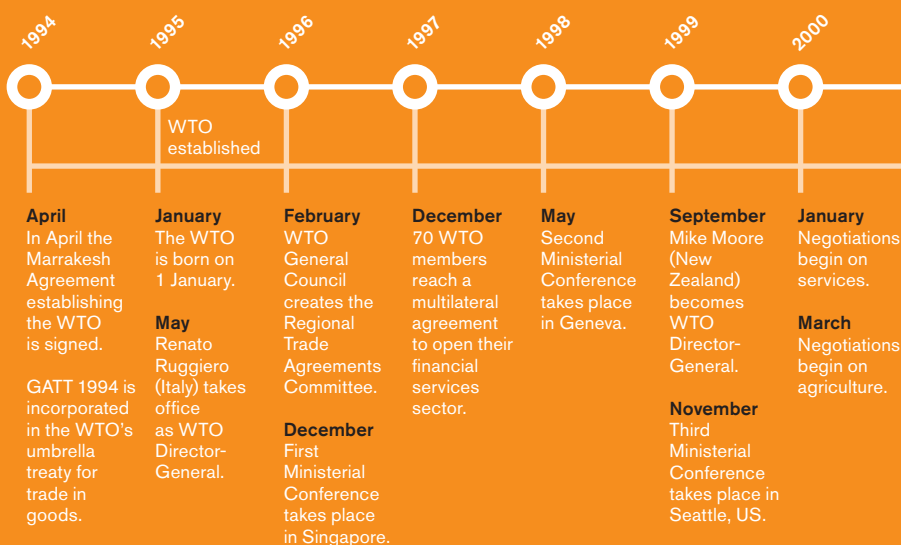 1994
1995
1996
1997
1998
1999
2000
WTO
established
April
In April the
Marrakesh
Agreement
establishing
the WTO
is signed.
GATT 1994 is
incorporated
in the WTO's
umbrella
treaty for
trade in
goods.
January
The WTO
is born on
1 January.
May
Renato
Ruggiero
(Italy) takes
office
as WTO
Director-
General.
February
WTO
General
Council
creates the
Regional
Trade
Agreements
Committee.
December
First
Ministerial
Conference
takes place
in Singapore.
December
70 WTO
members
reach a
multilateral
agreement
to open their
financial
services
sector.
May
Second
Ministerial
Conference
takes place
in Geneva.
September
Mike Moore
(New
Zealand)
becomes
WTO
Director-
General.
November
Third
Ministerial
Conference
takes place in
Seattle, US.
January
Negotiations
begin on
services.
March
Negotiations
begin on
agriculture.